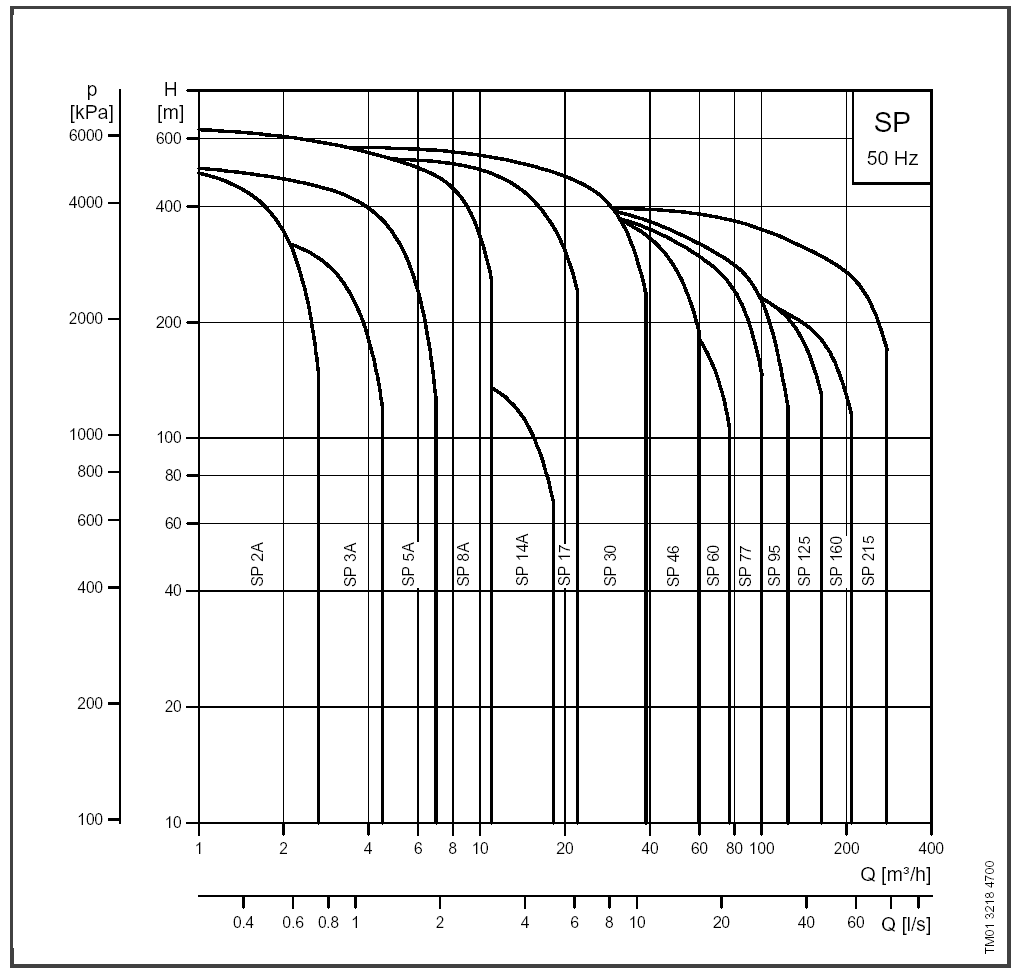 p
[kPa]
H
[m]
SP
50 Hz
6000
4000
2000
1000
800
600
400
200
100
600
400
200
100
80
60
40
20
10
SP 2A
SP 3A
SP 5A
SP 8A
SP 14A
SP 17
SP 30
SP 46
SP 60
SP 77
SP 95
SP 125
SP 160
SP 215
1 2 4 6 8 10 20 40 60 80 100 200 400
Q [m³/h]
0.4 0.6 0.8 1 2 4 6 8 10 20 40 60 Q [l/s]
TM01 3218 4700